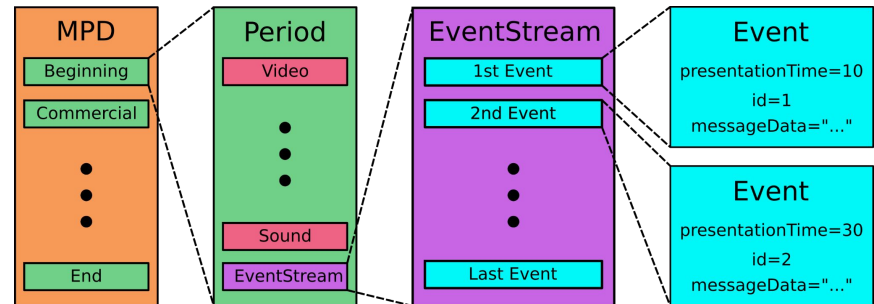 MPD
Beginning
Commercial
End
Period
Video
Sound
EventStream
EventStream
1st Event
2nd Event
Last Event
Event
presentationTime=10
id=1
messageData="..."
Event
presentationTime=30
id=2
messageData="..."